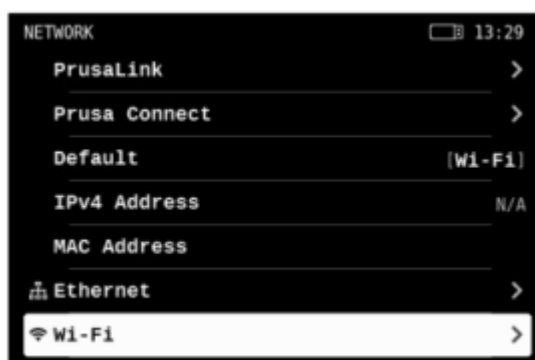 NETWORK 13:29
PrusaLink >
Prusa Connect >
Default [Wi-Fi]
IPv4 Address N/A
MAC Address
Ethernet >
Wi-Fi >